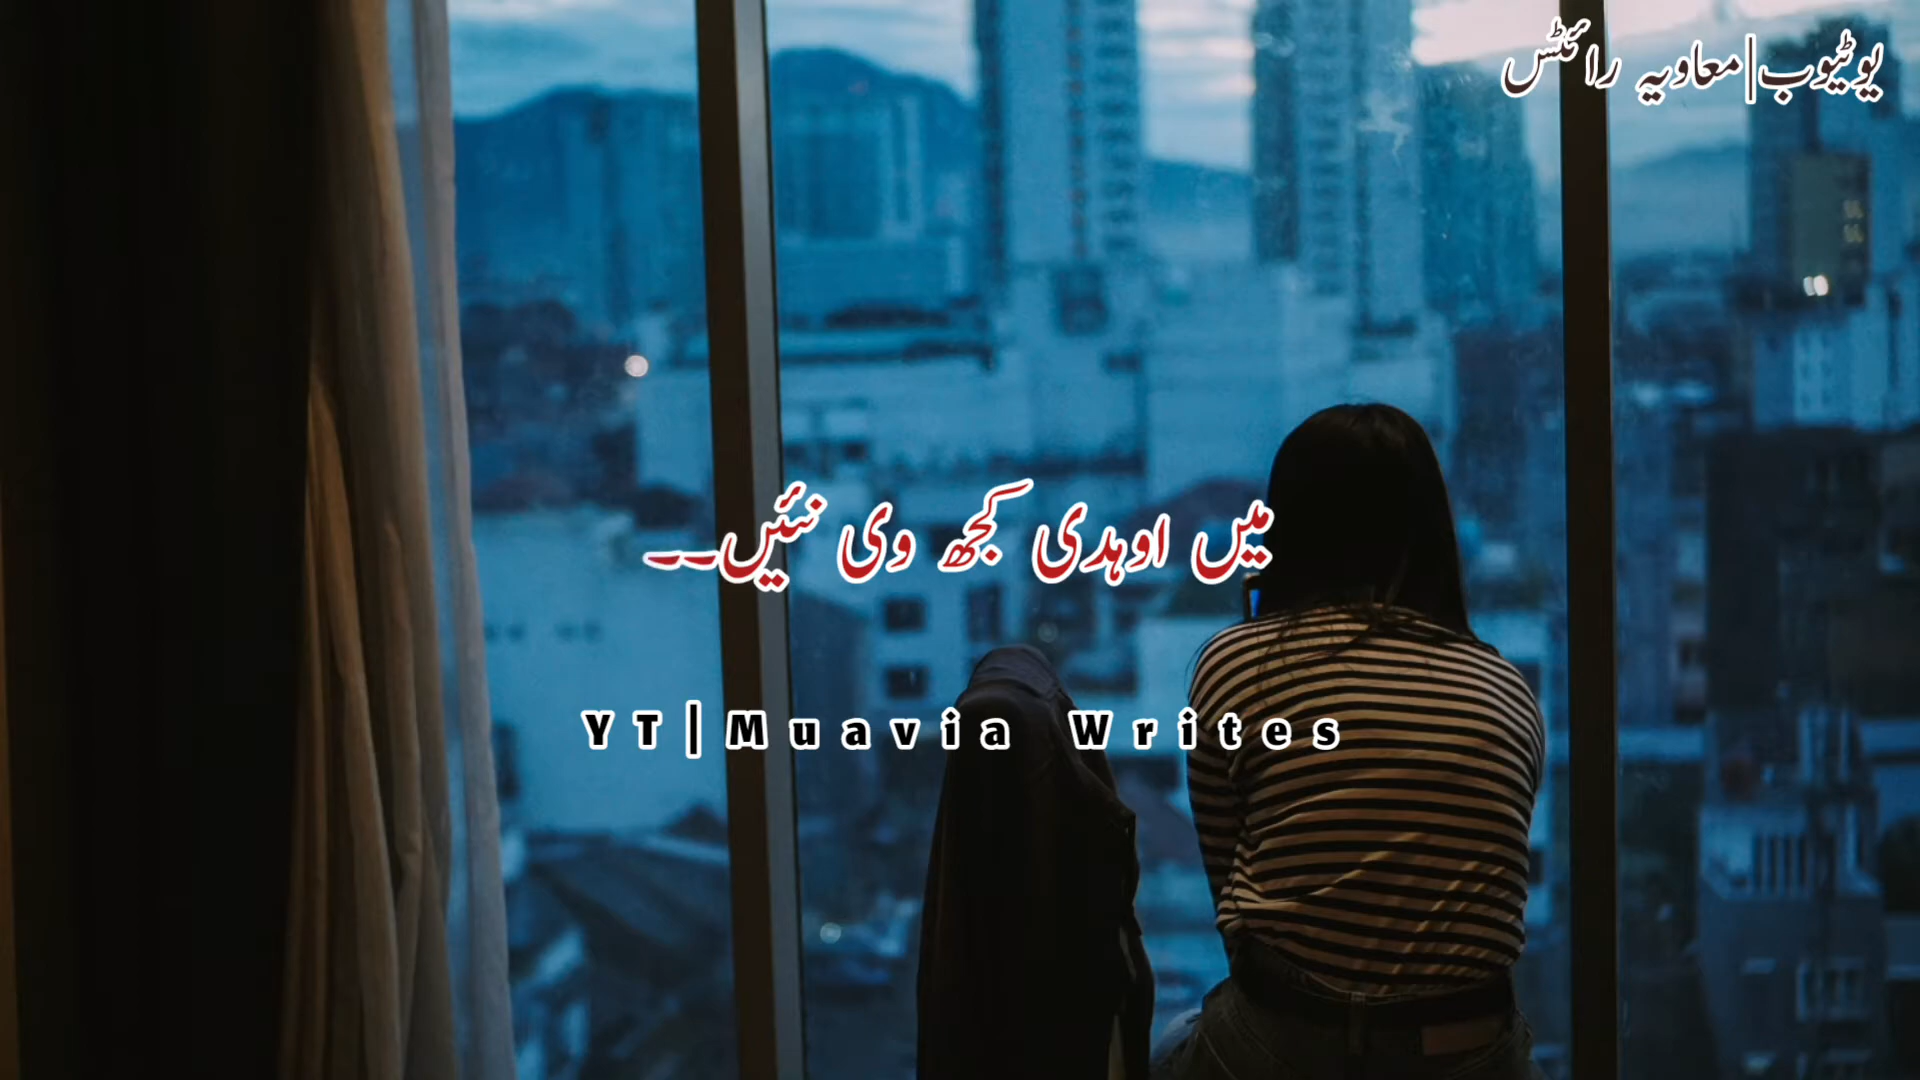 یوٹیوب|معاویہ رائٹس
میں اوہدی کجھ وی نئیں۔۔
YT|Muavia Writes